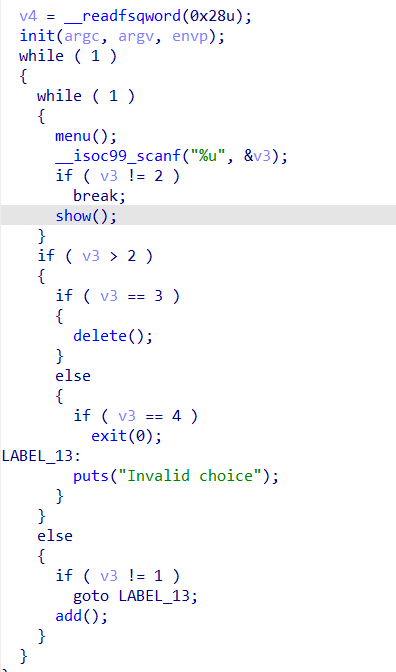 v4 = __readfsqword(0x28u);
init(argc, argv, envp);
while ( 1 )
{
while ( 1 )
{
menu();
__isoc99_scanf("%u", &v3);
if ( v3 != 2 )
break;
show();
}
if ( v3 > 2 )
{
if ( v3 == 3 )
{
delete();
}
else
{
if ( v3 == 4 )
exit(0);
LABEL_13:
puts("Invalid choice");
}
}
else
{
if ( v3 != 1 )
goto LABEL_13;
add();
}
}